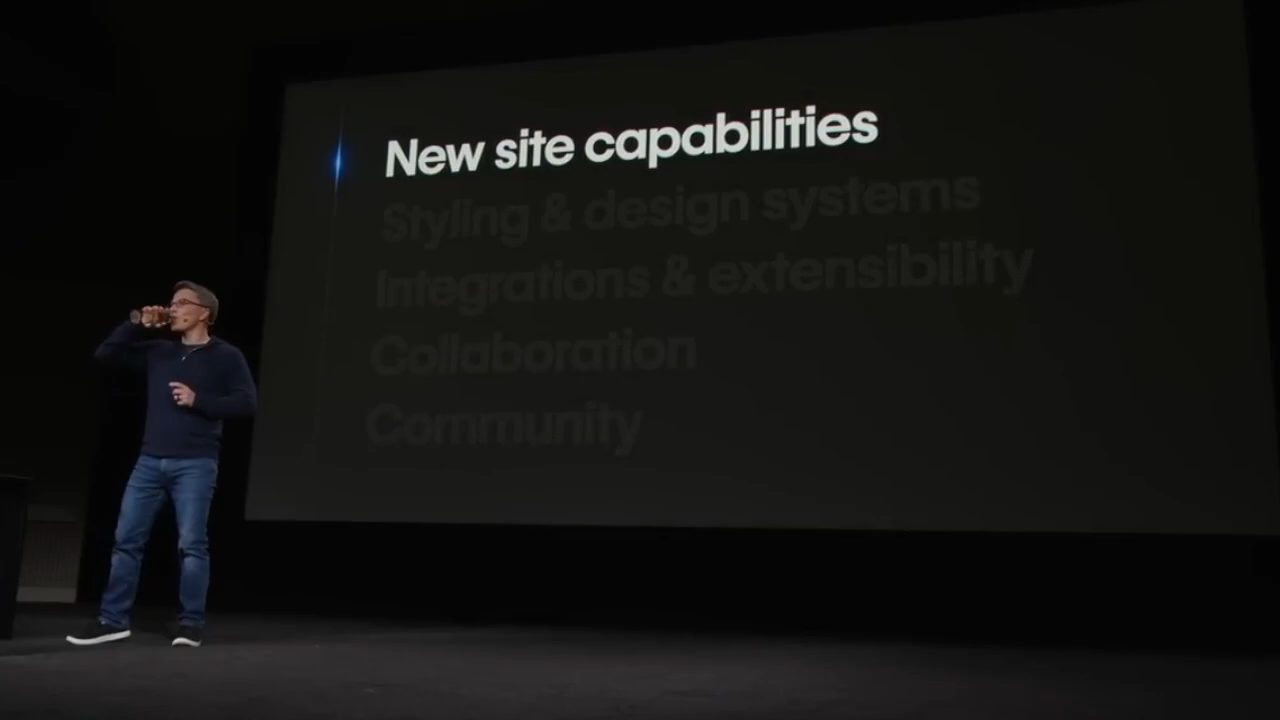 New site capabilities
Styling & design systems
Integrations & extensibility
Collaboration
Community